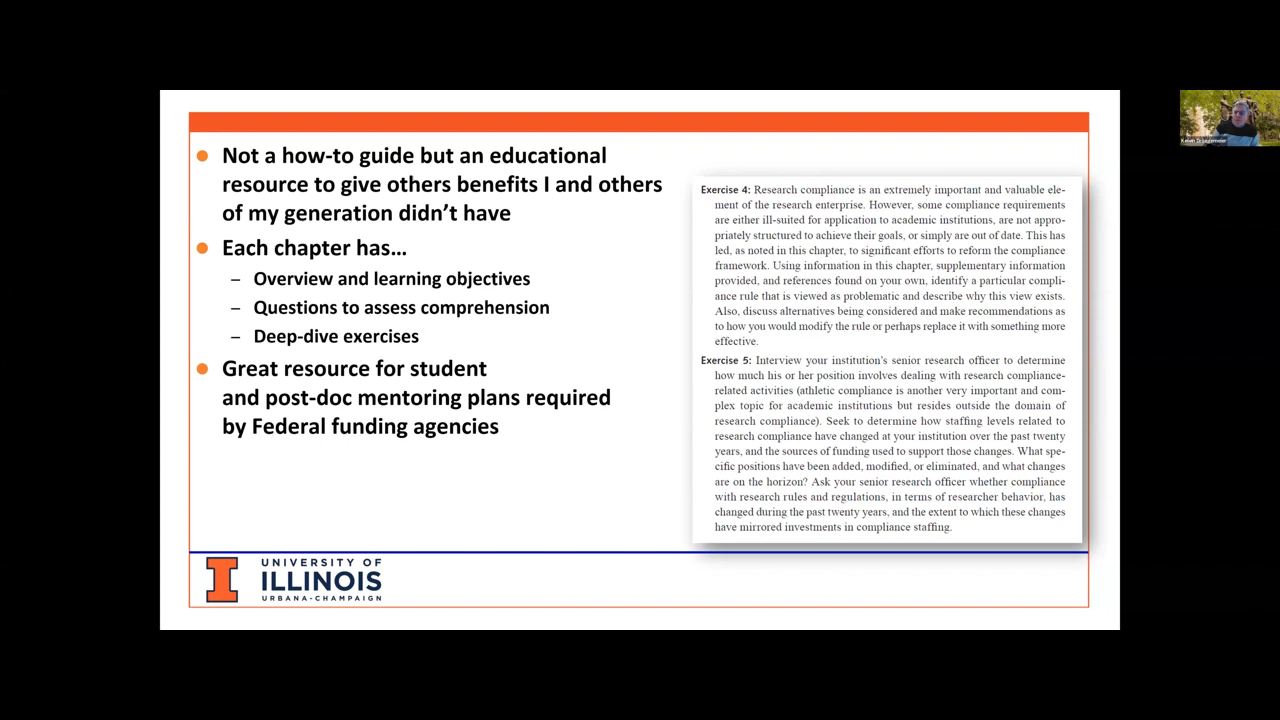 Not a how-to guide but an educational
resource to give others benefits I and others
of my generation didn’t have
Each chapter has…
– Overview and learning objectives
– Questions to assess comprehension
– Deep-dive exercises
Great resource for student
and post-doc mentoring plans required
by Federal funding agencies
Exercise 4: Research compliance is an extremely important and valuable ele-
ment of the research enterprise. However, some compliance requirements
are either ill-suited for application to academic institutions, are not appro-
priately structured to achieve their goals, or simply are out of date. This has
led, as noted in this chapter, to significant efforts to reform the compliance
framework. Using information in this chapter, supplementary information
provided, and references found on your own, identify a particular compli-
ance rule that is viewed as problematic and describe why this view exists.
Also, discuss alternatives being considered and make recommendations as
to how you would modify the rule or perhaps replace it with something more
effective.
Exercise 5: Interview your institution’s senior research officer to determine
how much his or her position involves dealing with research compliance-
related activities (athletic compliance is another very important and com-
plex topic for academic institutions but resides outside the domain of
research compliance). Seek to determine how staffing levels related to
research compliance have changed at your institution over the past twenty
years, and the sources of funding used to support those changes. What spe-
cific positions have been added, modified, or eliminated, and what changes
are on the horizon? Ask your senior research officer whether compliance
with research rules and regulations, in terms of researcher behavior, has
changed during the past twenty years, and the extent to which these changes
have mirrored investments in compliance staffing.
UNIVERSITY OF
ILLINOIS
URBANA-CHAMPAIGN
Kelvin Droegemeier